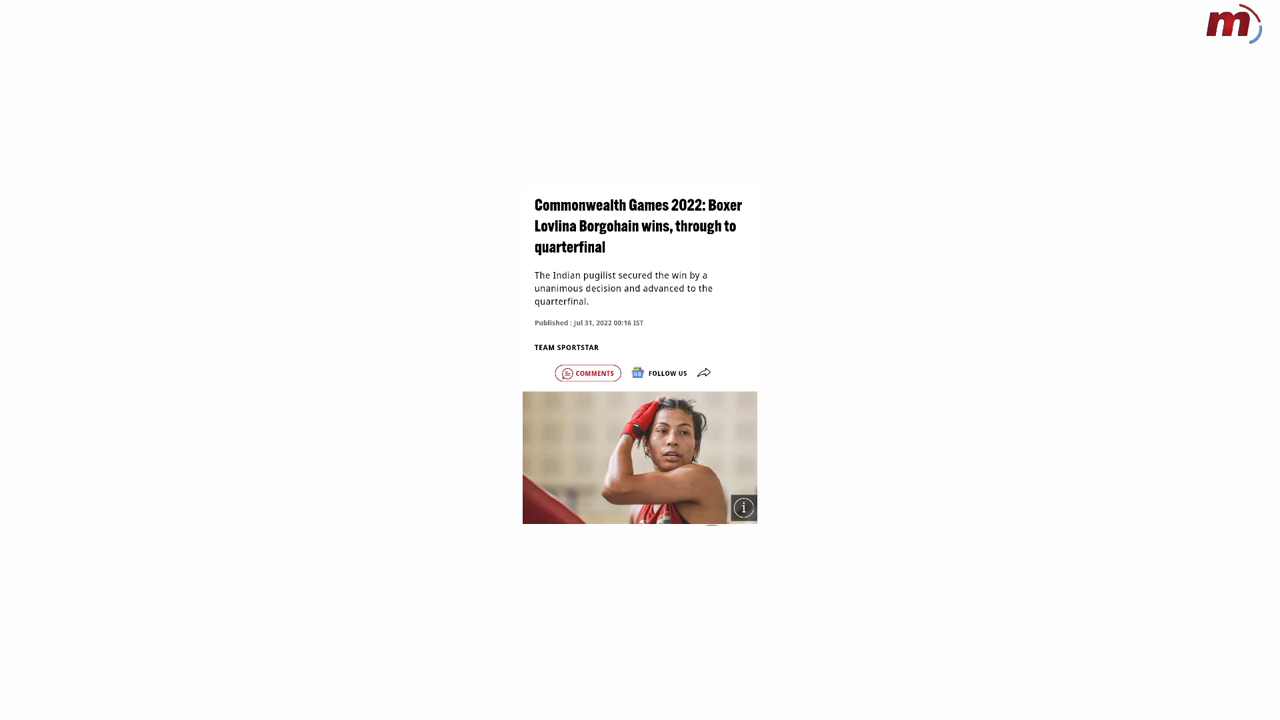 m
Commonwealth Games 2022: Boxer
Lovlina Borgohain wins, through to
quarterfinal
The Indian pugilist secured the win by a
unanimous decision and advanced to the
quarterfinal.
Published : Jul 31, 2022 00:16 IST
TEAM SPORTSTAR
COMMENTS FOLLOW US
i